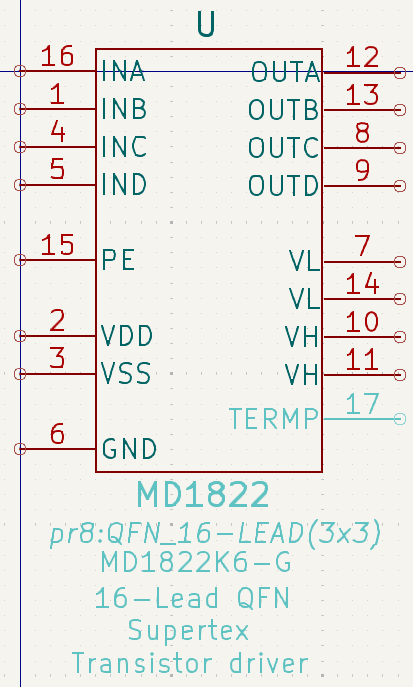 U
16 INA OUTA 12
1 INB OUTB 13
4 INC OUTC 8
5 IND OUTD 9
15 PE VL 7
VL 14
2 VDD VH 10
3 VSS VH 11
TERMP 17
6 GND
MD1822
pr8:QFN_16-LEAD(3x3)
MD1822K6-G
16-Lead QFN
Supertex
Transistor driver